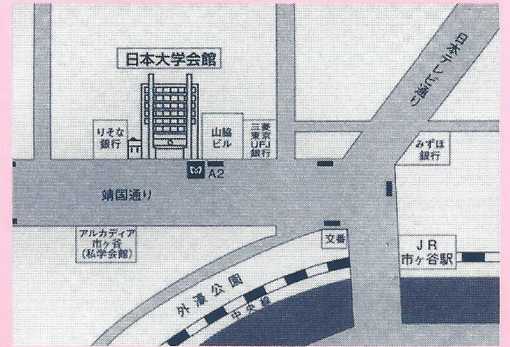 日本大学会館
日本テレビ通り
りそな
銀行
山脇
ビル
三菱
東京
UFJ
銀行
みずほ
銀行
A2
靖国通り
アルカディア
市ヶ谷
(私学会館)
交番
JR
市ヶ谷駅
外濠公園
中央線